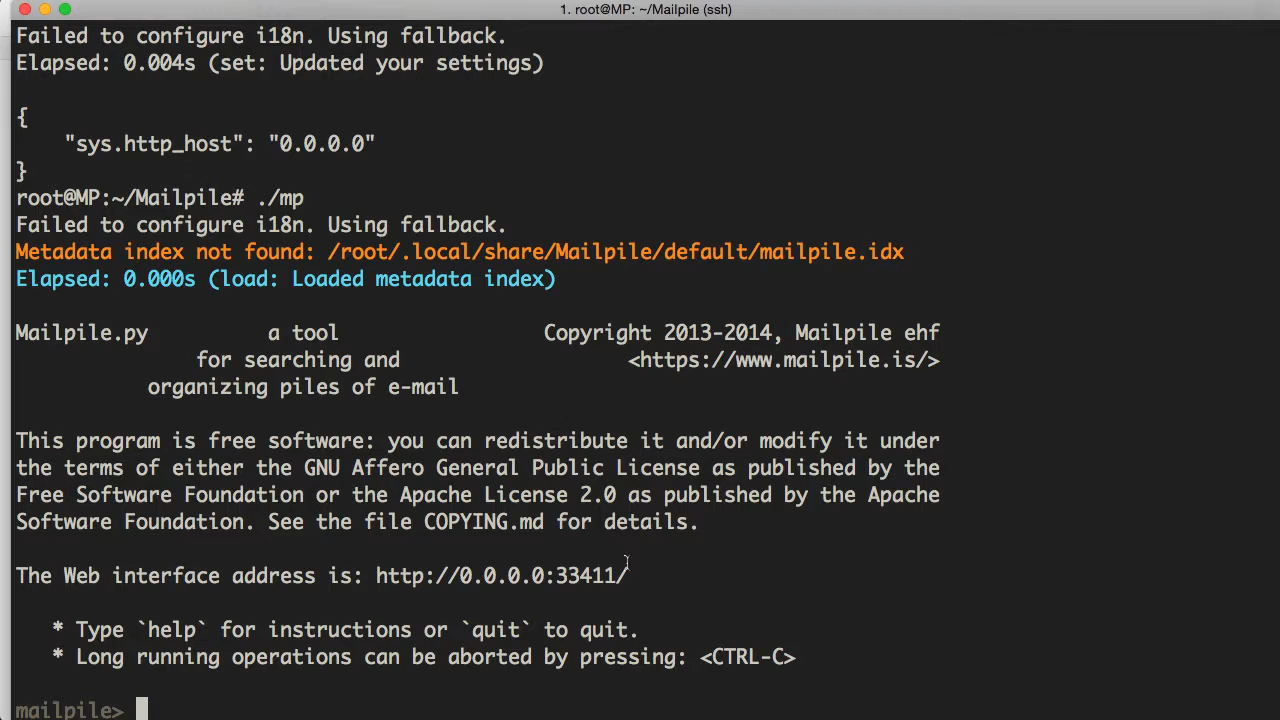 1. root@MP: ~/Mailpile (ssh)
Failed to configure i18n. Using fallback.
Elapsed: 0.004s (set: Updated your settings)
{
    "sys.http_host": "0.0.0.0"
}
root@MP:~/Mailpile# ./mp
Failed to configure i18n. Using fallback.
Metadata index not found: /root/.local/share/Mailpile/default/mailpile.idx
Elapsed: 0.000s (load: Loaded metadata index)
Mailpile.py          a tool                 Copyright 2013-2014, Mailpile ehf
               for searching and                   <https://www.mailpile.is/>
           organizing piles of e-mail
This program is free software: you can redistribute it and/or modify it under
the terms of either the GNU Affero General Public License as published by the
Free Software Foundation or the Apache License 2.0 as published by the Apache
Software Foundation. See the file COPYING.md for details.
The Web interface address is: http://0.0.0.0:33411/
   * Type `help` for instructions or `quit` to quit.
   * Long running operations can be aborted by pressing: <CTRL-C>
mailpile>